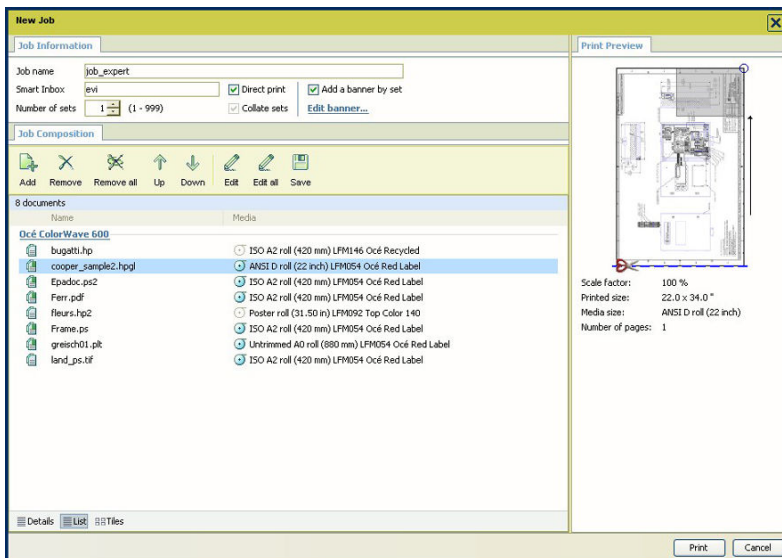 New Job
Job Information
Job name job_expert
Smart Inbox evi Direct print Add a banner by set
Number of sets 1 (1 - 999) Collate sets Edit banner...
Job Composition
Add Remove Remove all Up Down Edit Edit all Save
8 documents
Name Media
Océ ColorWave 600
bugatti.hp ISO A2 roll (420 mm) LFM146 Océ Recycled
cooper_sample2.hpgl ANSI D roll (22 inch) LFM054 Océ Red Label
Epadoc.ps2 ISO A2 roll (420 mm) LFM054 Océ Red Label
Ferr.pdf ISO A2 roll (420 mm) LFM054 Océ Red Label
fleurs.hp2 Poster roll (31.50 in) LFM092 Top Color 140
Frame.ps ISO A2 roll (420 mm) LFM054 Océ Red Label
greisch01.plt Untrimmed A0 roll (880 mm) LFM054 Océ Red Label
land_ps.tif ISO A2 roll (420 mm) LFM054 Océ Red Label
Details List Tiles
Print Preview
Scale factor: 100 %
Printed size: 22.0 x 34.0 "
Media size: ANSI D roll (22 inch)
Number of pages: 1
Print Cancel